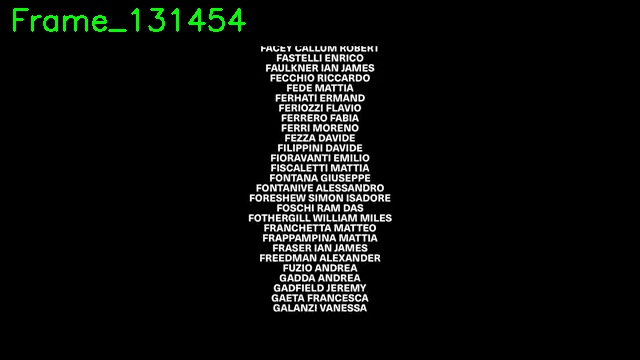 Frame_131454
FACEY CALLUM ROBERT
FASTELLI ENRICO
FAULKNER IAN JAMES
FECCHIO RICCARDO
FEDE MATTIA
FERHATI ERMAND
FERIOZZI FLAVIO
FERRERO FABIA
FERRI MORENO
FEZZA DAVIDE
FILIPPINI DAVIDE
FIORAVANTI EMILIO
FISCALETTI MATTIA
FONTANA GIUSEPPE
FONTANIVE ALESSANDRO
FORESHEW SIMON ISADORE
FOSCHI RAM DAS
FOTHERGILL WILLIAM MILES
FRANCHETTA MATTEO
FRAPPAMPINA MATTIA
FRASER IAN JAMES
FREEDMAN ALEXANDER
FUZIO ANDREA
GADDA ANDREA
GADFIELD JEREMY
GAETA FRANCESCA
GALANZI VANESSA